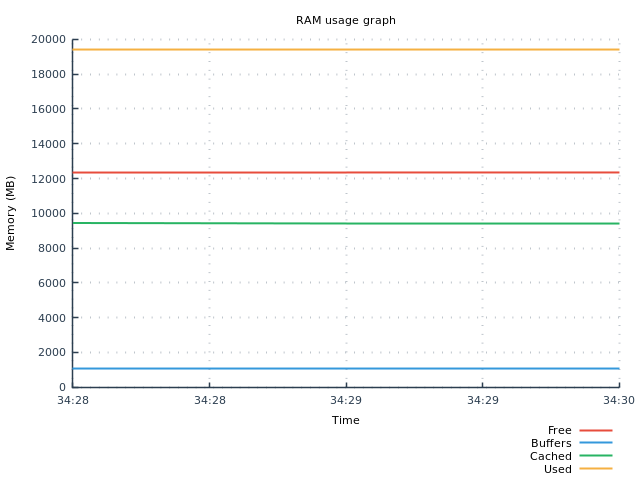 RAM usage graph
20000
18000
16000
14000
12000
10000
8000
6000
4000
2000
0
Memory (MB)
34:28 34:28 34:29 34:29 34:30
Time
Free
Buffers
Cached
Used